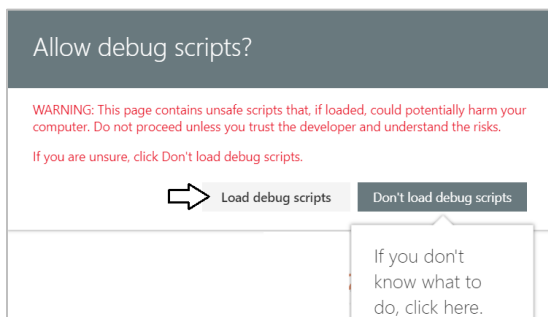 Allow debug scripts?
WARNING: This page contains unsafe scripts that, if loaded, could potentially harm your
computer. Do not proceed unless you trust the developer and understand the risks.
If you are unsure, click Don't load debug scripts.
Load debug scripts
Don't load debug scripts
If you don't
know what to
do, click here.